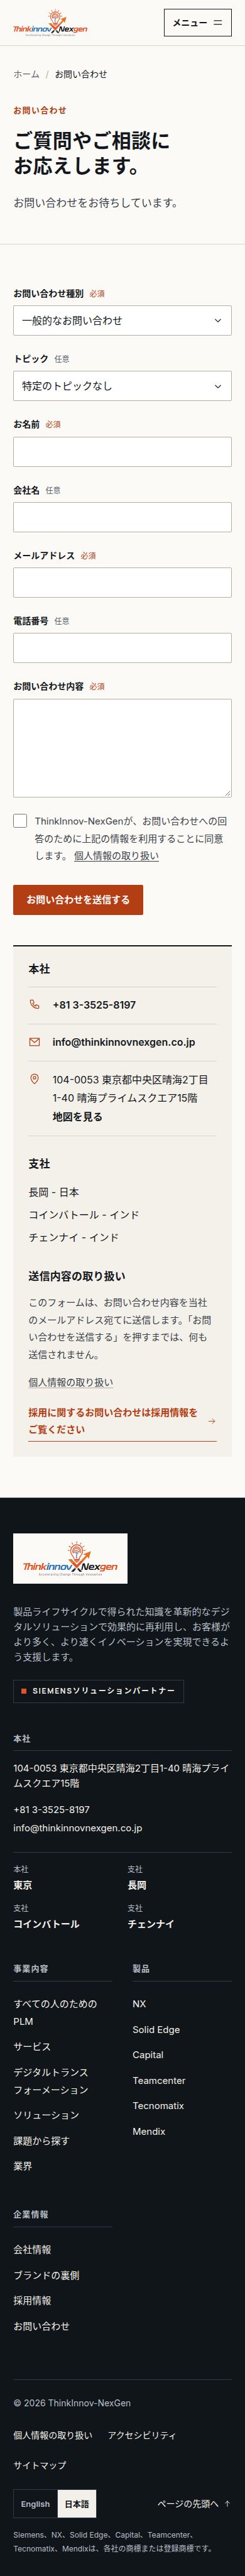 ThinkinnovXNexgen
メニュー
ホーム / お問い合わせ
お問い合わせ
ご質問やご相談に
お応えします。
お問い合わせをお待ちしています。
お問い合わせ種別 必須
一般的なお問い合わせ
トピック 任意
特定のトピックなし
お名前 必須
会社名 任意
メールアドレス 必須
電話番号 任意
お問い合わせ内容 必須
ThinkInnov-NexGenが、お問い合わせへの回
答のために上記の情報を利用することに同意
します。 個人情報の取り扱い
お問い合わせを送信する
本社
+81 3-3525-8197
info@thinkinnovnexgen.co.jp
104-0053 東京都中央区晴海2丁目
1-40 晴海プライムスクエア15階
地図を見る
支社
長岡 - 日本
コインバトール - インド
チェンナイ - インド
送信内容の取り扱い
このフォームは、お問い合わせ内容を当社
のメールアドレス宛てに送信します。「お問
い合わせを送信する」を押すまでは、何も
送信されません。
個人情報の取り扱い
採用に関するお問い合わせは採用情報を
ご覧ください →
ThinkinnovXNexgen
製品ライフサイクルで得られた知識を革新的なデジ
タルソリューションで効果的に再利用し、お客様が
より多く、より速くイノベーションを実現できるよ
う支援します。
SIEMENSソリューションパートナー
本社
104-0053 東京都中央区晴海2丁目1-40 晴海プライ
ムスクエア15階
+81 3-3525-8197
info@thinkinnovnexgen.co.jp
本社 支社
東京 長岡
支社 支社
コインバトール チェンナイ
事業内容
すべての人のための
PLM
サービス
デジタルトランス
フォーメーション
ソリューション
課題から探す
業界
製品
NX
Solid Edge
Capital
Teamcenter
Tecnomatix
Mendix
企業情報
会社情報
ブランドの裏側
採用情報
お問い合わせ
© 2026 ThinkInnov-NexGen
個人情報の取り扱い アクセシビリティ
サイトマップ
English 日本語 ページの先頭へ ↑
Siemens、NX、Solid Edge、Capital、Teamcenter、
Tecnomatix、Mendixは、各社の商標または登録商標です。